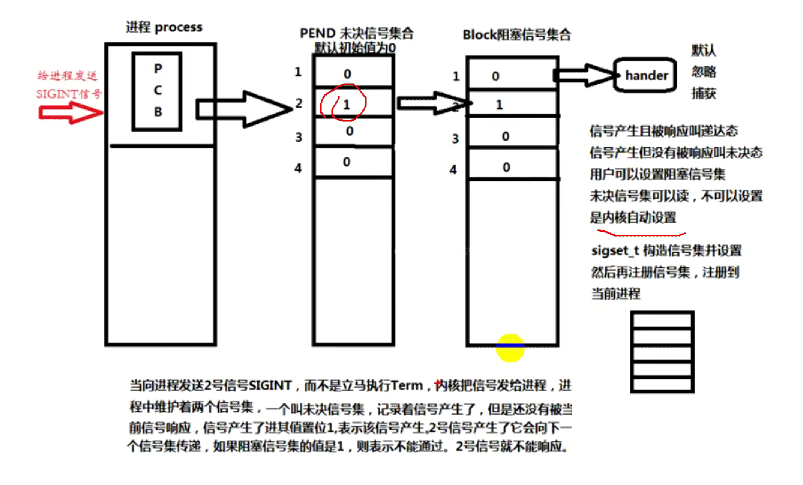 进程 process
PEND 未决信号集合
默认初始值为0
Block阻塞信号集合
给进程发送
SIGINT信号
P
C
B
1
0
2
1
3
0
4
0
1
0
2
1
3
0
4
0
hander
默认
忽略
捕获
信号产生且被响应叫递达态
信号产生但没有被响应叫未决态
用户可以设置阻塞信号集
未决信号集可以读，不可以设置
是内核自动设置
sigset_t 构造信号集并设置
然后再注册信号集，注册到
当前进程
当向进程发送2号信号SIGINT，而不是立马执行Term，内核把信号发给进程，进
程中维护着两个信号集，一个叫未决信号集，记录着信号产生了，但是还没有被当
前信号响应，信号产生了进其值置位1,表示该信号产生。2号信号产生了它会向下一
个信号集传递，如果阻塞信号集的值是1，则表示不能通过。2号信号就不能响应。